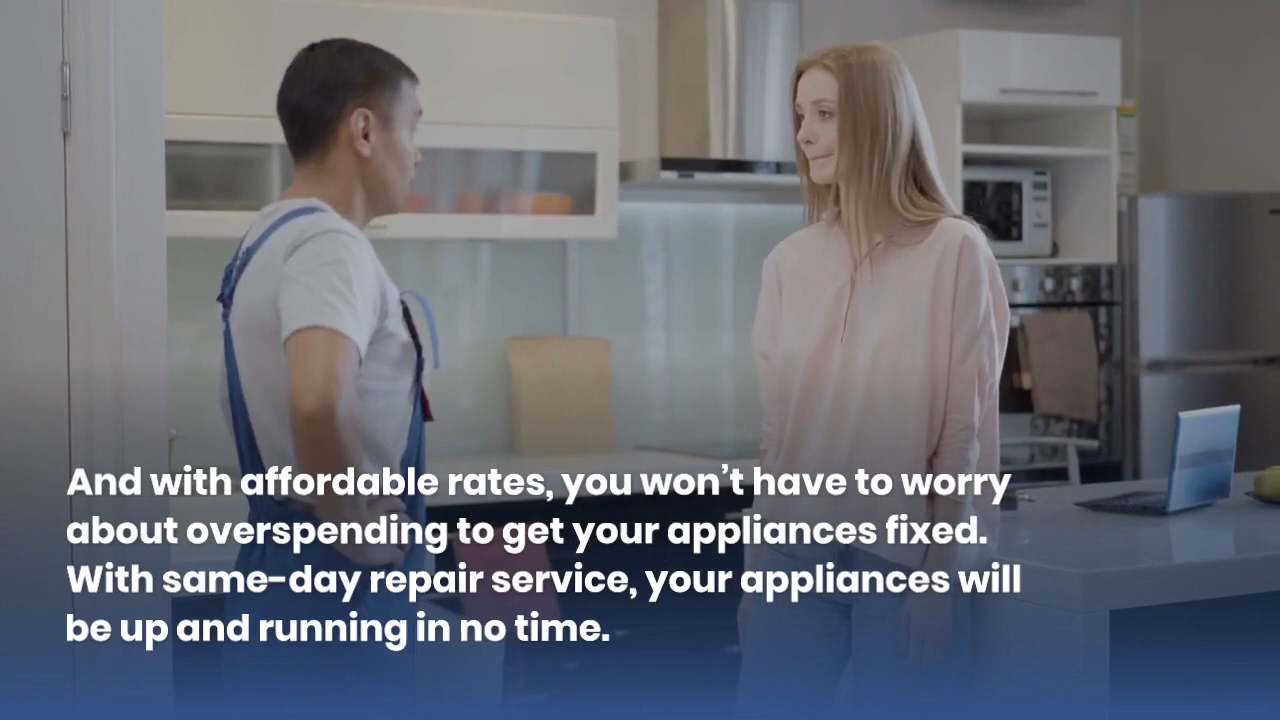 And with affordable rates, you won’t have to worry
about overspending to get your appliances fixed.
With same-day repair service, your appliances will
be up and running in no time.